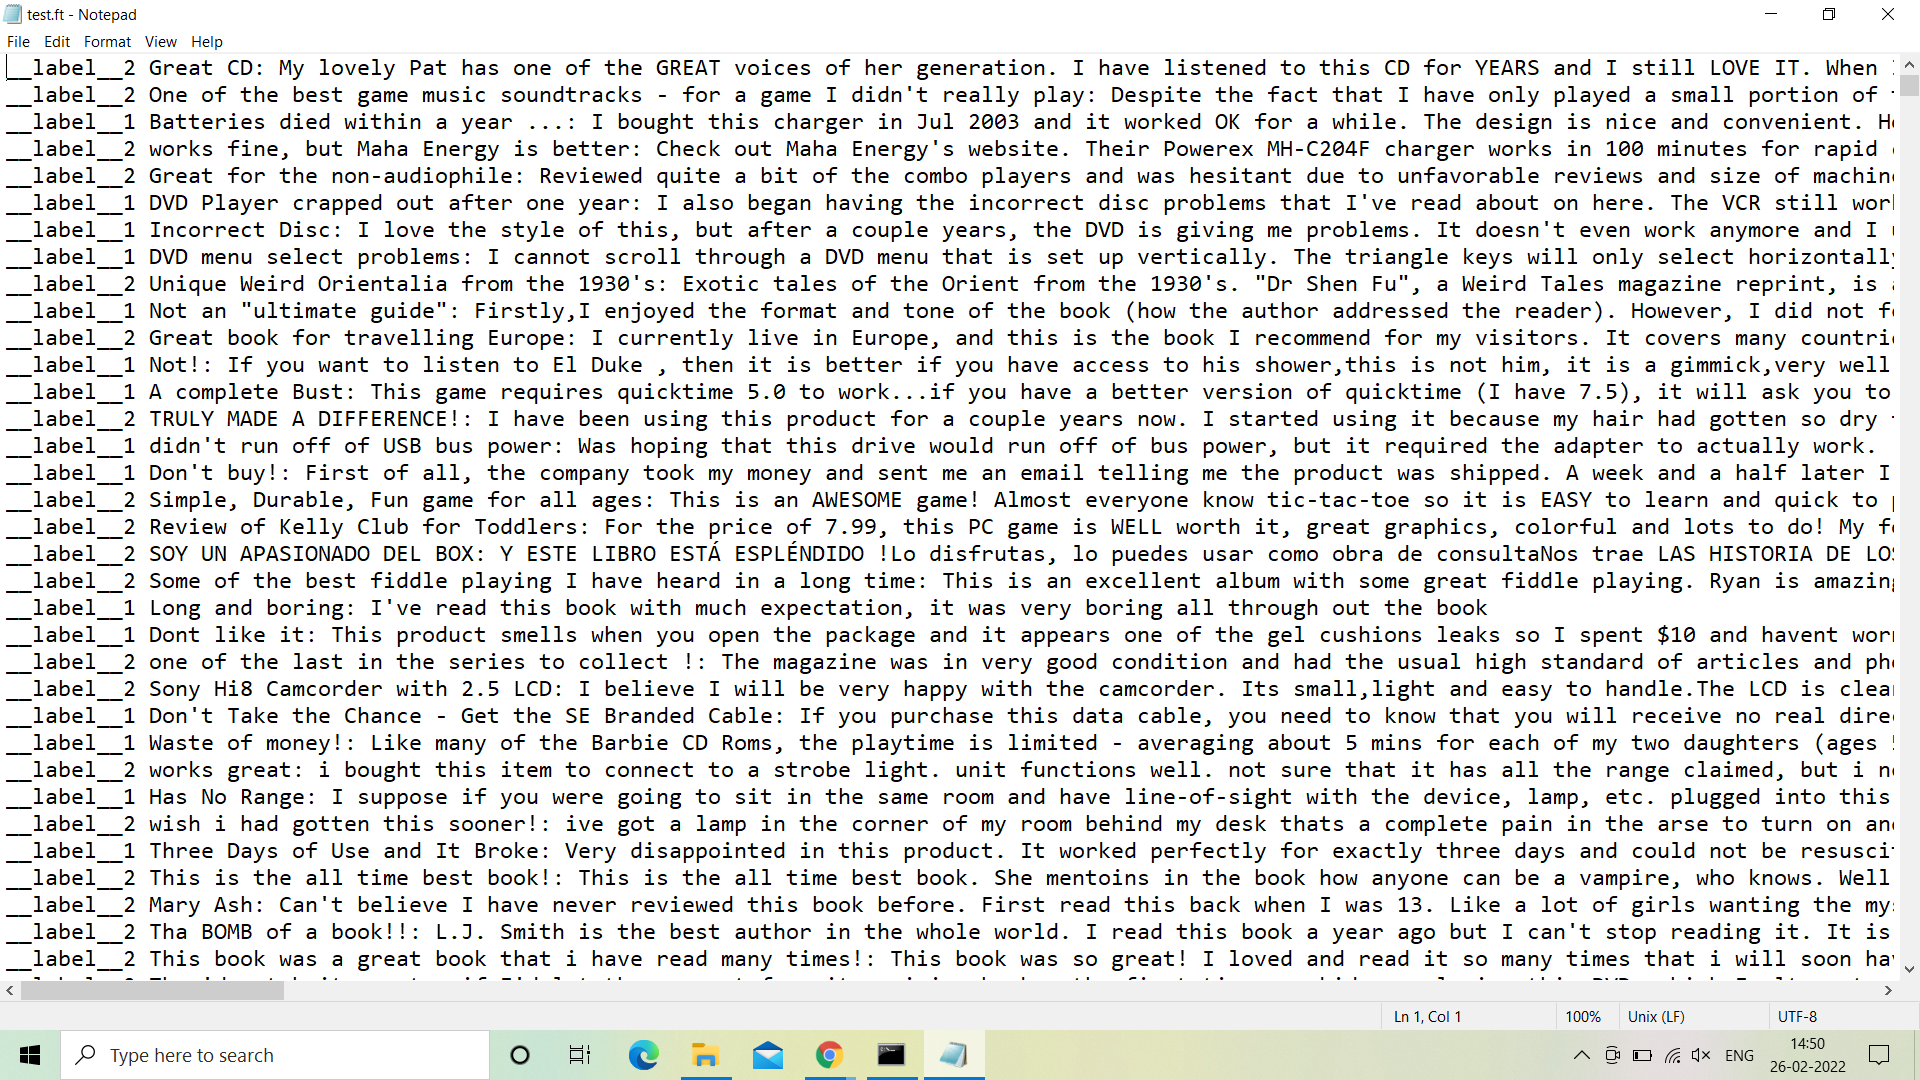 test.ft - Notepad
File Edit Format View Help
__label__2 Great CD: My lovely Pat has one of the GREAT voices of her generation. I have listened to this CD for YEARS and I still LOVE IT. When
__label__2 One of the best game music soundtracks - for a game I didn't really play: Despite the fact that I have only played a small portion of
__label__1 Batteries died within a year ...: I bought this charger in Jul 2003 and it worked OK for a while. The design is nice and convenient.
__label__2 works fine, but Maha Energy is better: Check out Maha Energy's website. Their Powerex MH-C204F charger works in 100 minutes for rapid
__label__2 Great for the non-audiophile: Reviewed quite a bit of the combo players and was hesitant due to unfavorable reviews and size of
__label__1 DVD Player crapped out after one year: I also began having the incorrect disc problems that I've read about on here. The VCR still
__label__1 Incorrect Disc: I love the style of this, but after a couple years, the DVD is giving me problems. It doesn't even work anymore and I
__label__1 DVD menu select problems: I cannot scroll through a DVD menu that is set up vertically. The triangle keys will only select
__label__2 Unique Weird Orientalia from the 1930's: Exotic tales of the Orient from the 1930's. "Dr Shen Fu", a Weird Tales magazine reprint, is
__label__1 Not an "ultimate guide": Firstly,I enjoyed the format and tone of the book (how the author addressed the reader). However, I did not
__label__2 Great book for travelling Europe: I currently live in Europe, and this is the book I recommend for my visitors. It covers many
__label__1 Not!: If you want to listen to El Duke , then it is better if you have access to his shower,this is not him, it is a gimmick,very well
__label__1 A complete Bust: This game requires quicktime 5.0 to work...if you have a better version of quicktime (I have 7.5), it will ask you to
__label__2 TRULY MADE A DIFFERENCE!: I have been using this product for a couple years now. I started using it because my hair had gotten so dry
__label__1 didn't run off of USB bus power: Was hoping that this drive would run off of bus power, but it required the adapter to actually work.
__label__1 Don't buy!: First of all, the company took my money and sent me an email telling me the product was shipped. A week and a half later I
__label__2 Simple, Durable, Fun game for all ages: This is an AWESOME game! Almost everyone know tic-tac-toe so it is EASY to learn and quick to
__label__2 Review of Kelly Club for Toddlers: For the price of 7.99, this PC game is WELL worth it, great graphics, colorful and lots to do! My
__label__2 SOY UN APASIONADO DEL BOX: Y ESTE LIBRO ESTÁ ESPLÉNDIDO !Lo disfrutas, lo puedes usar como obra de consultaNos trae LAS HISTORIA DE
__label__2 Some of the best fiddle playing I have heard in a long time: This is an excellent album with some great fiddle playing. Ryan is
__label__1 Long and boring: I've read this book with much expectation, it was very boring all through out the book
__label__1 Dont like it: This product smells when you open the package and it appears one of the gel cushions leaks so I spent $10 and havent
__label__2 one of the last in the series to collect !: The magazine was in very good condition and had the usual high standard of articles and
__label__2 Sony Hi8 Camcorder with 2.5 LCD: I believe I will be very happy with the camcorder. Its small,light and easy to handle.The LCD is
__label__1 Don't Take the Chance - Get the SE Branded Cable: If you purchase this data cable, you need to know that you will receive no real
__label__1 Waste of money!: Like many of the Barbie CD Roms, the playtime is limited - averaging about 5 mins for each of my two daughters (ages
__label__2 works great: i bought this item to connect to a strobe light. unit functions well. not sure that it has all the range claimed, but i
__label__1 Has No Range: I suppose if you were going to sit in the same room and have line-of-sight with the device, lamp, etc. plugged into this
__label__2 wish i had gotten this sooner!: ive got a lamp in the corner of my room behind my desk thats a complete pain in the arse to turn on
__label__1 Three Days of Use and It Broke: Very disappointed in this product. It worked perfectly for exactly three days and could not be
__label__2 This is the all time best book!: This is the all time best book. She mentoins in the book how anyone can be a vampire, who knows. Well
__label__2 Mary Ash: Can't believe I have never reviewed this book before. First read this back when I was 13. Like a lot of girls wanting the
__label__2 Tha BOMB of a book!!: L.J. Smith is the best author in the whole world. I read this book a year ago but I can't stop reading it. It is
__label__2 This book was a great book that i have read many times!: This book was so great! I loved and read it so many times that i will soon
Ln 1, Col 1 100% Unix (LF) UTF-8
Type here to search
ENG
14:50
26-02-2022